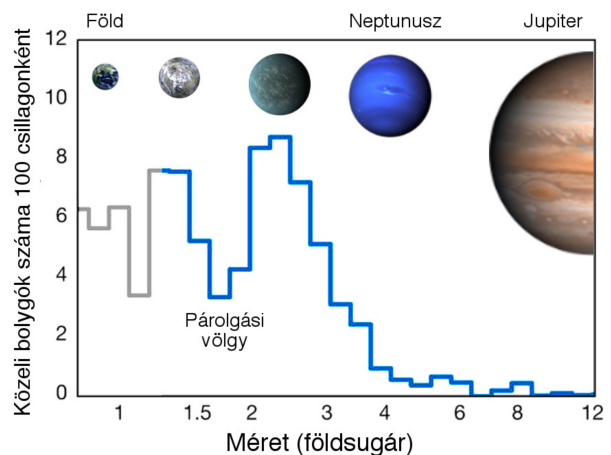 Föld
Neptunusz
Jupiter
Közeli bolygók száma 100 csillagonként
12
10
8
6
4
2
0
Párolgási
völgy
1
1.5
2
3
4
6
8
12
Méret (földsugár)